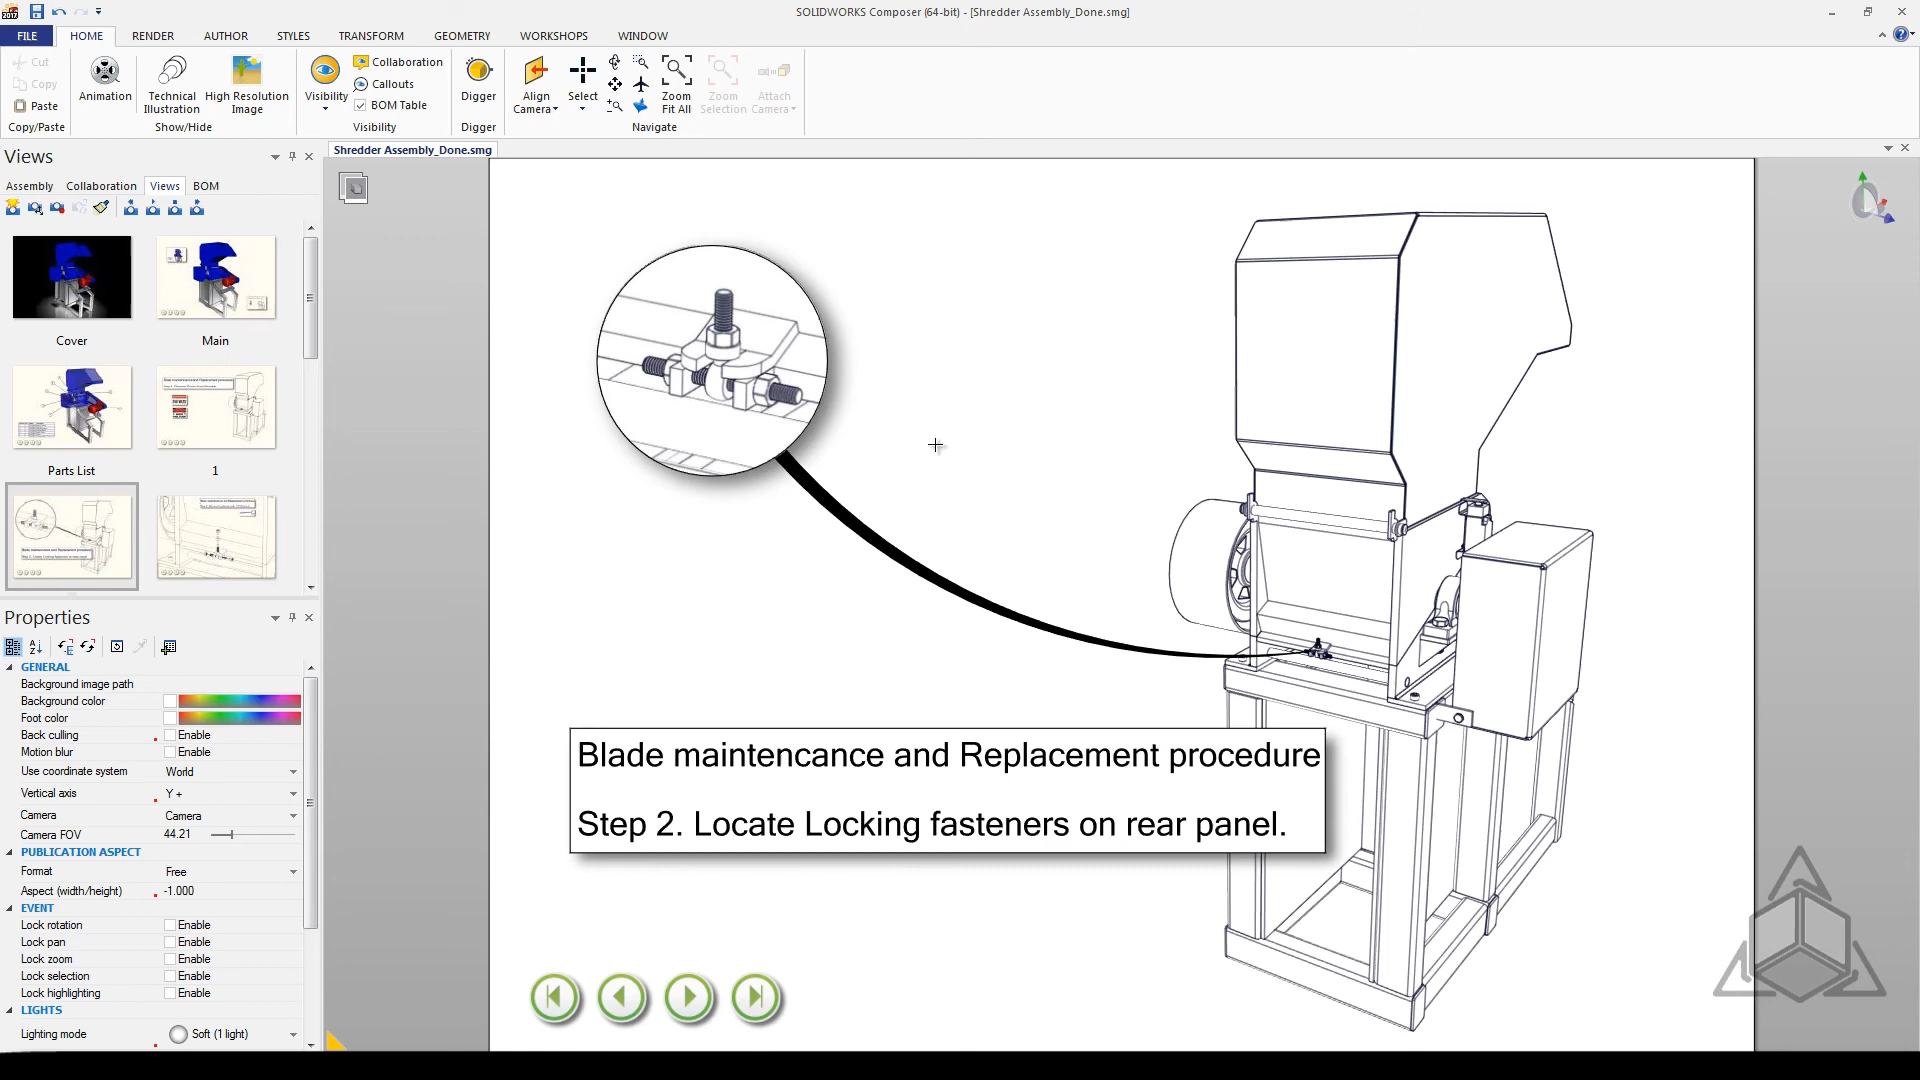 SOLIDWORKS Composer (64-bit) - [Shredder Assembly_Done.smg]
FILE HOME RENDER AUTHOR STYLES TRANSFORM GEOMETRY WORKSHOPS WINDOW
Cut
Copy
Paste
Copy/Paste
Animation
Technical Illustration
High Resolution Image
Show/Hide
Visibility
Collaboration
Callouts
BOM Table
Visibility
Digger
Digger
Align Camera
Select
Zoom Fit All
Zoom Selection
Attach Camera
Navigate
Views
Shredder Assembly_Done.smg
Assembly Collaboration Views BOM
Cover Main
Parts List 1
Properties
GENERAL
Background image path
Background color
Foot color
Back culling Enable
Motion blur Enable
Use coordinate system World
Vertical axis Y +
Camera Camera
Camera FOV 44.21
PUBLICATION ASPECT
Format Free
Aspect (width/height) -1.000
EVENT
Lock rotation Enable
Lock pan Enable
Lock zoom Enable
Lock selection Enable
Lock highlighting Enable
LIGHTS
Lighting mode Soft (1 light)
Blade maintencance and Replacement procedure
Step 2. Locate Locking fasteners on rear panel.